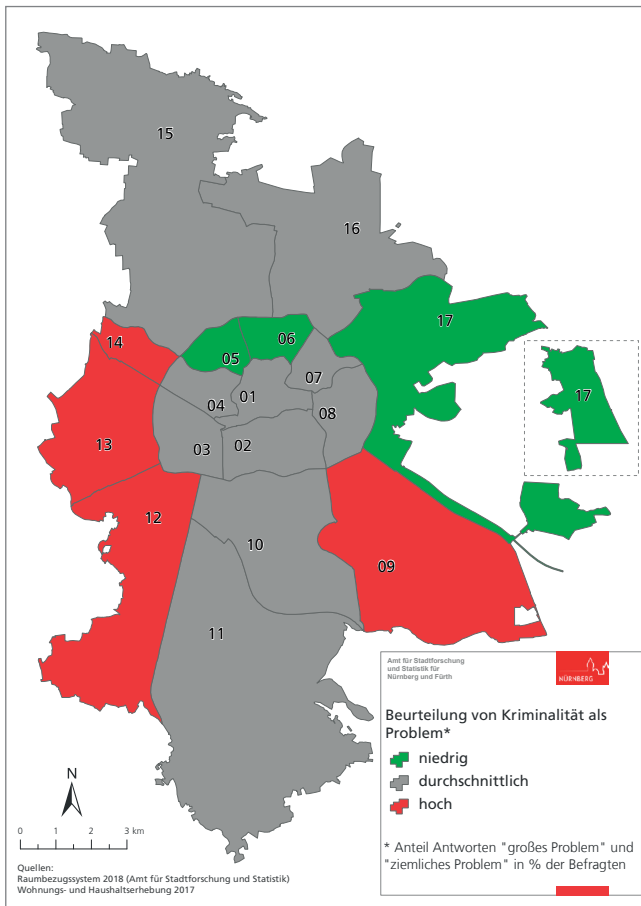 15
16
17
14
06
05
07
17
01
04
08
13
03
02
12
10
09
11
Amt für Stadtforschung
und Statistik für
Nürnberg und Fürth
NÜRNBERG
Beurteilung von Kriminalität als
Problem*
niedrig
durchschnittlich
hoch
* Anteil Antworten "großes Problem" und
"ziemliches Problem" in % der Befragten
N
0 1 2 3 km
Quellen:
Raumbezugssystem 2018 (Amt für Stadtforschung und Statistik)
Wohnungs- und Haushaltserhebung 2017